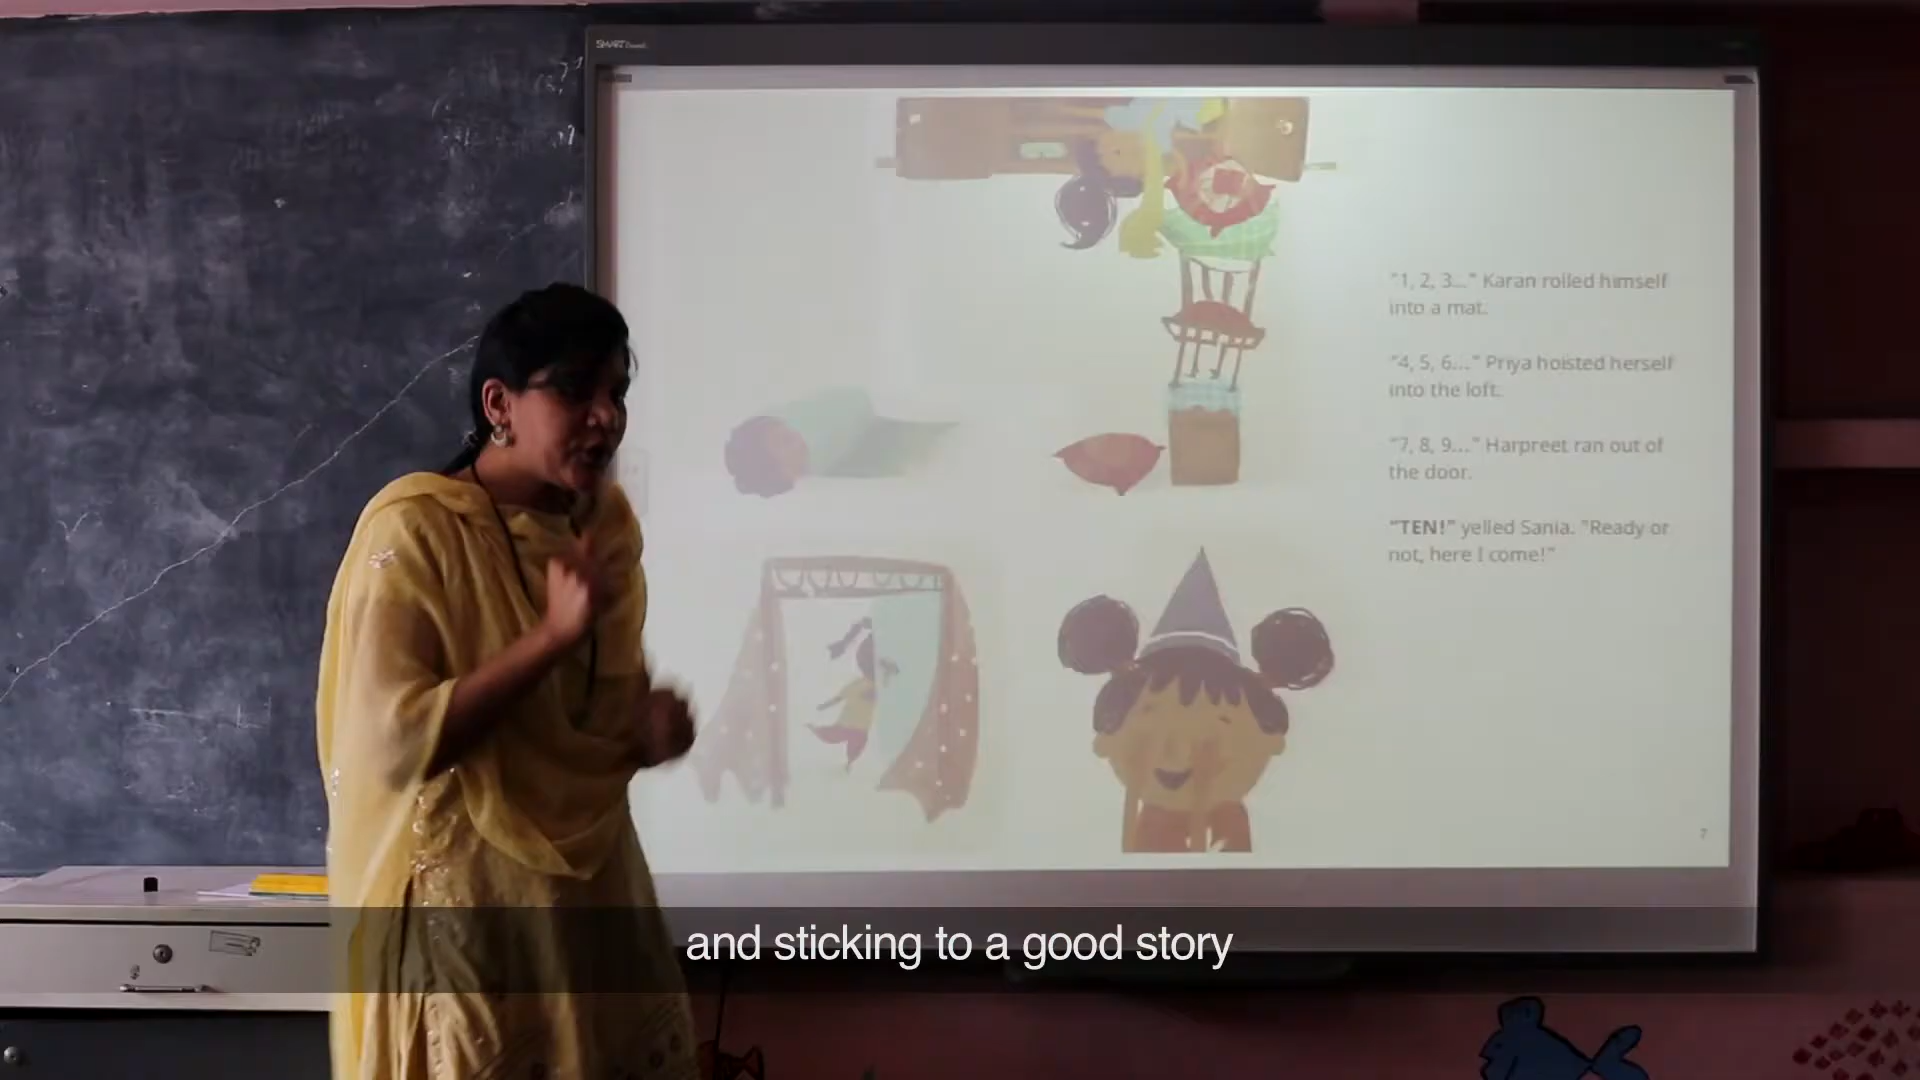 SMART
"1, 2, 3..." Karan rolled himself
into a mat.
"4, 5, 6..." Priya hoisted herself
into the loft.
"7, 8, 9..." Harpreet ran out of
the door.
"TEN!" yelled Sania. "Ready or
not, here I come!"
7
and sticking to a good story